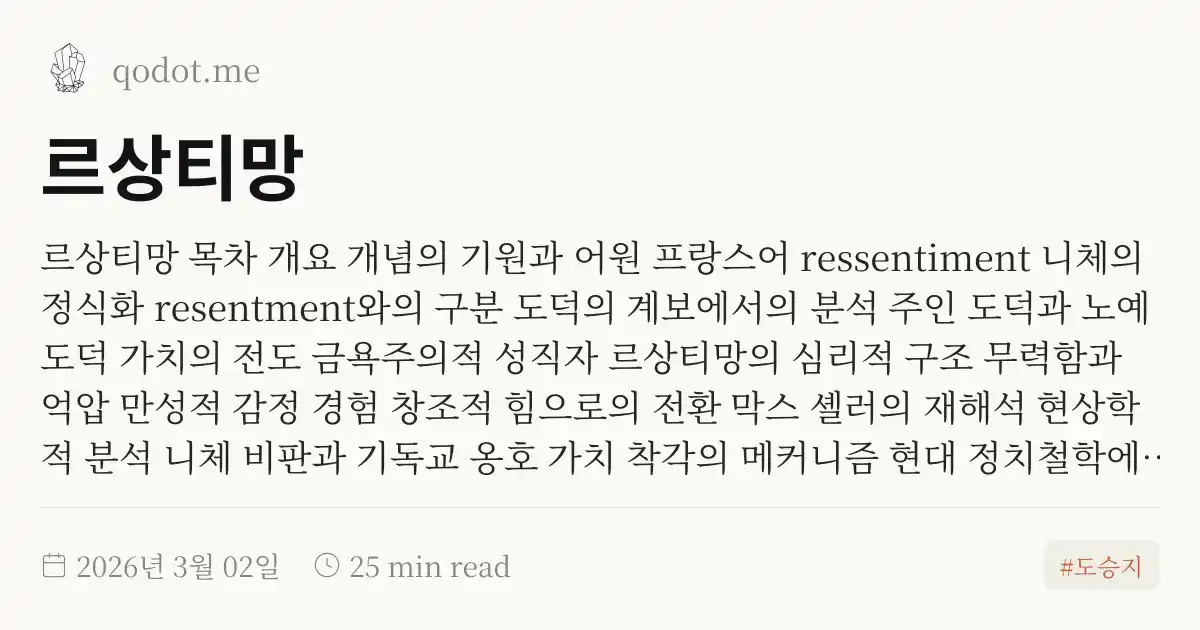 qodot.me
르상티망
르상티망 목차 개요 개념의 기원과 어원 프랑스어 ressentiment 니체의
정식화 resentment와의 구분 도덕의 계보에서의 분석 주인 도덕과 노예
도덕 가치의 전도 금욕주의적 성직자 르상티망의 심리적 구조 무력함과
억압 만성적 감정 경험 창조적 힘으로의 전환 막스 셸러의 재해석 현상학
적 분석 니체 비판과 기독교 옹호 가치 착각의 메커니즘 현대 정치철학에…
2026년 3월 02일 25 min read #도승지